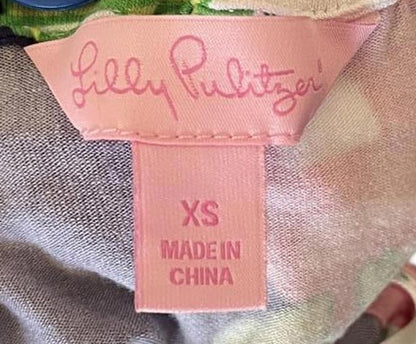 Lilly Pulitzer
XS
MADE IN
CHINA